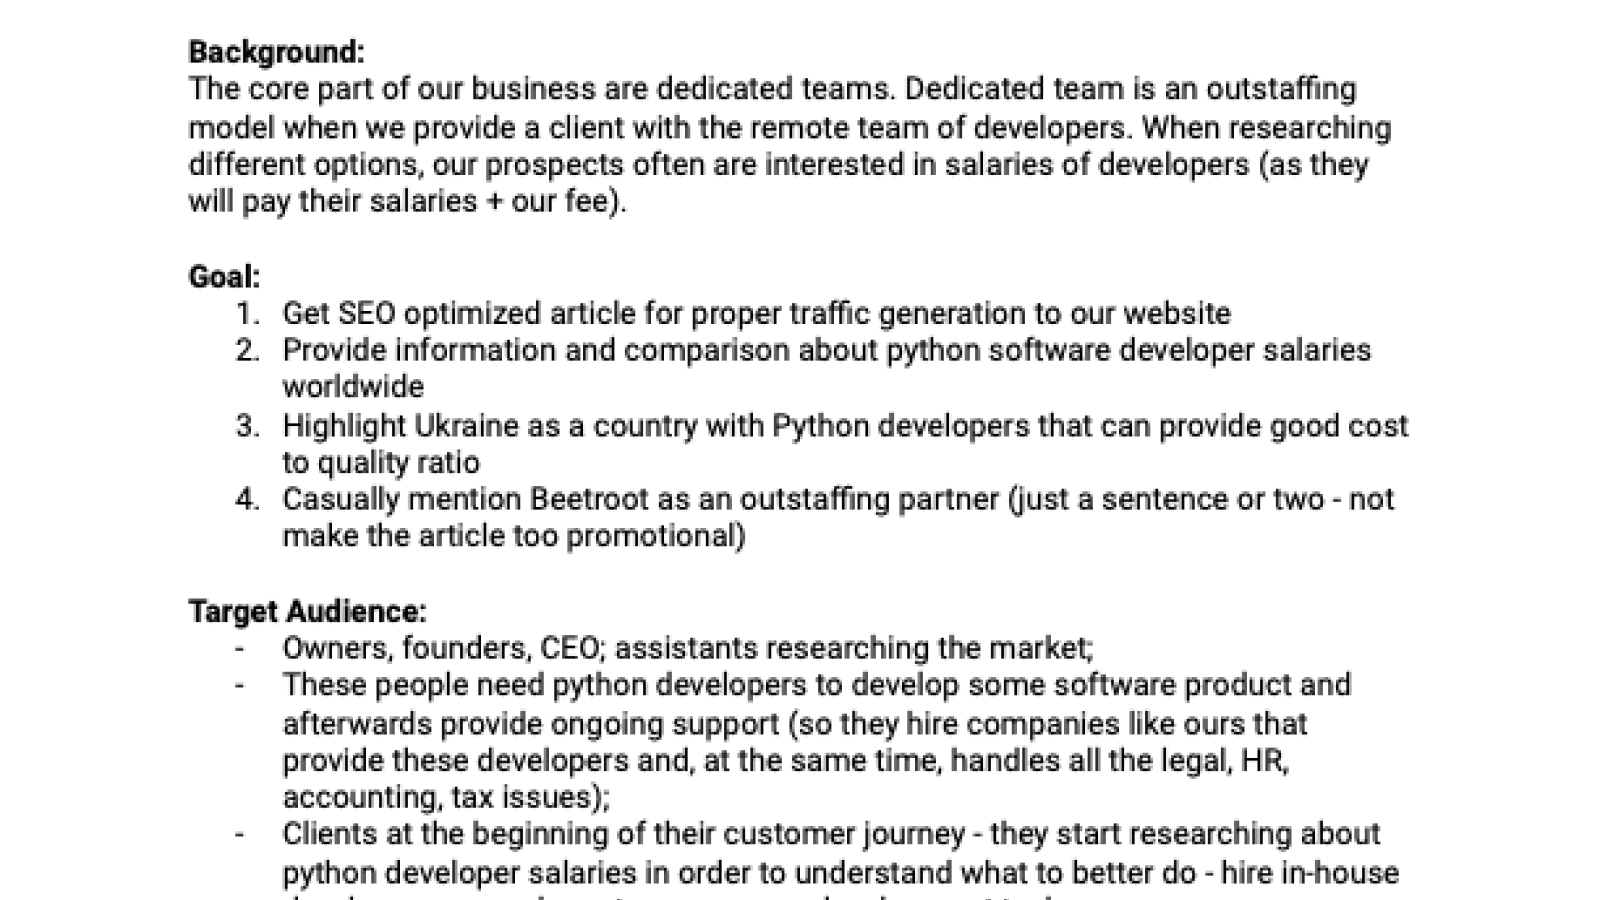 Background:
The core part of our business are dedicated teams. Dedicated team is an outstaffing
model when we provide a client with the remote team of developers. When researching
different options, our prospects often are interested in salaries of developers (as they
will pay their salaries + our fee).
Goal:
1. Get SEO optimized article for proper traffic generation to our website
2. Provide information and comparison about python software developer salaries
worldwide
3. Highlight Ukraine as a country with Python developers that can provide good cost
to quality ratio
4. Casually mention Beetroot as an outstaffing partner (just a sentence or two - not
make the article too promotional)
Target Audience:
- Owners, founders, CEO; assistants researching the market;
- These people need python developers to develop some software product and
afterwards provide ongoing support (so they hire companies like ours that
provide these developers and, at the same time, handles all the legal, HR,
accounting, tax issues);
- Clients at the beginning of their customer journey - they start researching about
python developer salaries in order to understand what to better do - hire in-house